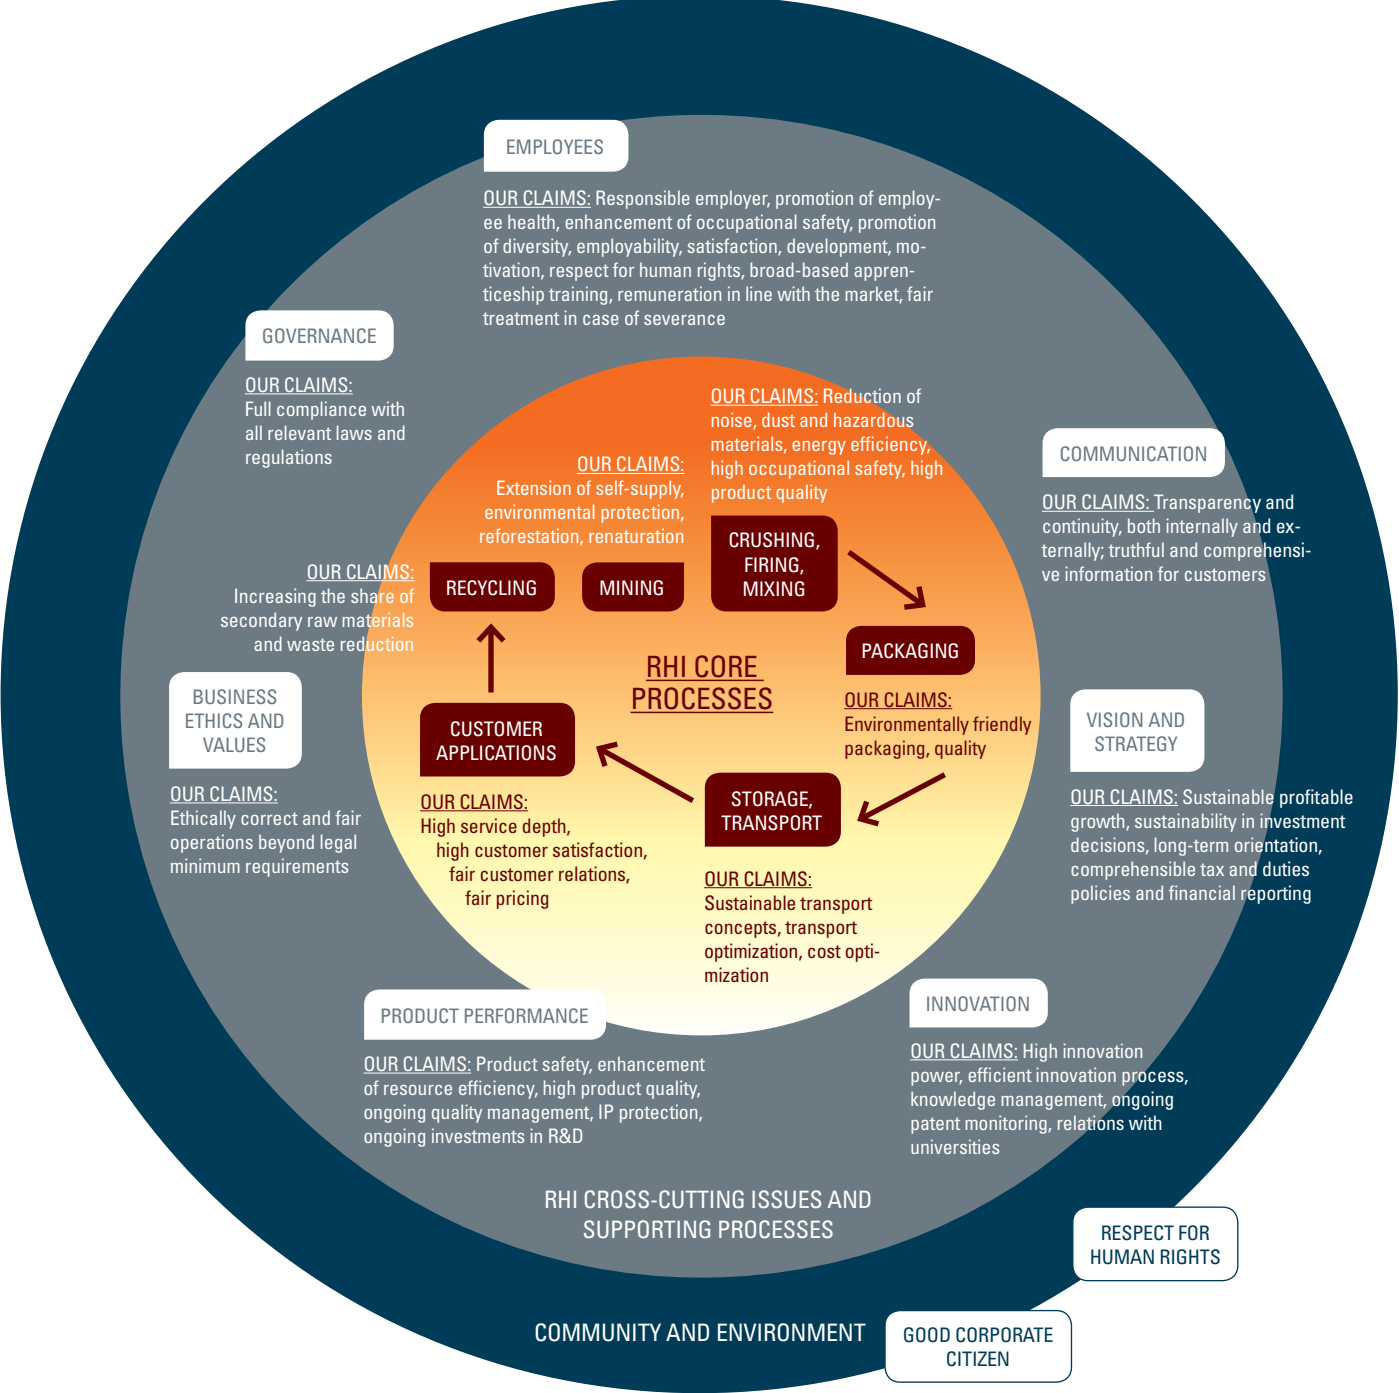 EMPLOYEES
OUR CLAIMS: Responsible employer, promotion of employ-
ee health, enhancement of occupational safety, promotion
of diversity, employability, satisfaction, development, mo-
tivation, respect for human rights, broad-based appren-
ticeship training, remuneration in line with the market, fair
treatment in case of severance
GOVERNANCE
OUR CLAIMS:
Full compliance with
all relevant laws and
regulations
OUR CLAIMS: Reduction of
noise, dust and hazardous
materials, energy efficiency,
high occupational safety, high
product quality
CRUSHING,
FIRING,
MIXING
COMMUNICATION
OUR CLAIMS: Transparency and
continuity, both internally and ex-
ternally; truthful and comprehensi-
ve information for customers
OUR CLAIMS:
Extension of self-supply,
environmental protection,
reforestation, renaturation
MINING
OUR CLAIMS:
Increasing the share of
secondary raw materials
and waste reduction
RECYCLING
RHI CORE
PROCESSES
PACKAGING
OUR CLAIMS:
Environmentally friendly
packaging, quality
BUSINESS
ETHICS AND
VALUES
OUR CLAIMS:
Ethically correct and fair
operations beyond legal
minimum requirements
CUSTOMER
APPLICATIONS
OUR CLAIMS:
High service depth,
high customer satisfaction,
fair customer relations,
fair pricing
STORAGE,
TRANSPORT
OUR CLAIMS:
Sustainable transport
concepts, transport
optimization, cost opti-
mization
VISION AND
STRATEGY
OUR CLAIMS: Sustainable profitable
growth, sustainability in investment
decisions, long-term orientation,
comprehensible tax and duties
policies and financial reporting
PRODUCT PERFORMANCE
OUR CLAIMS: Product safety, enhancement
of resource efficiency, high product quality,
ongoing quality management, IP protection,
ongoing investments in R&D
INNOVATION
OUR CLAIMS: High innovation
power, efficient innovation process,
knowledge management, ongoing
patent monitoring, relations with
universities
RHI CROSS-CUTTING ISSUES AND
SUPPORTING PROCESSES
RESPECT FOR
HUMAN RIGHTS
COMMUNITY AND ENVIRONMENT
GOOD CORPORATE
CITIZEN